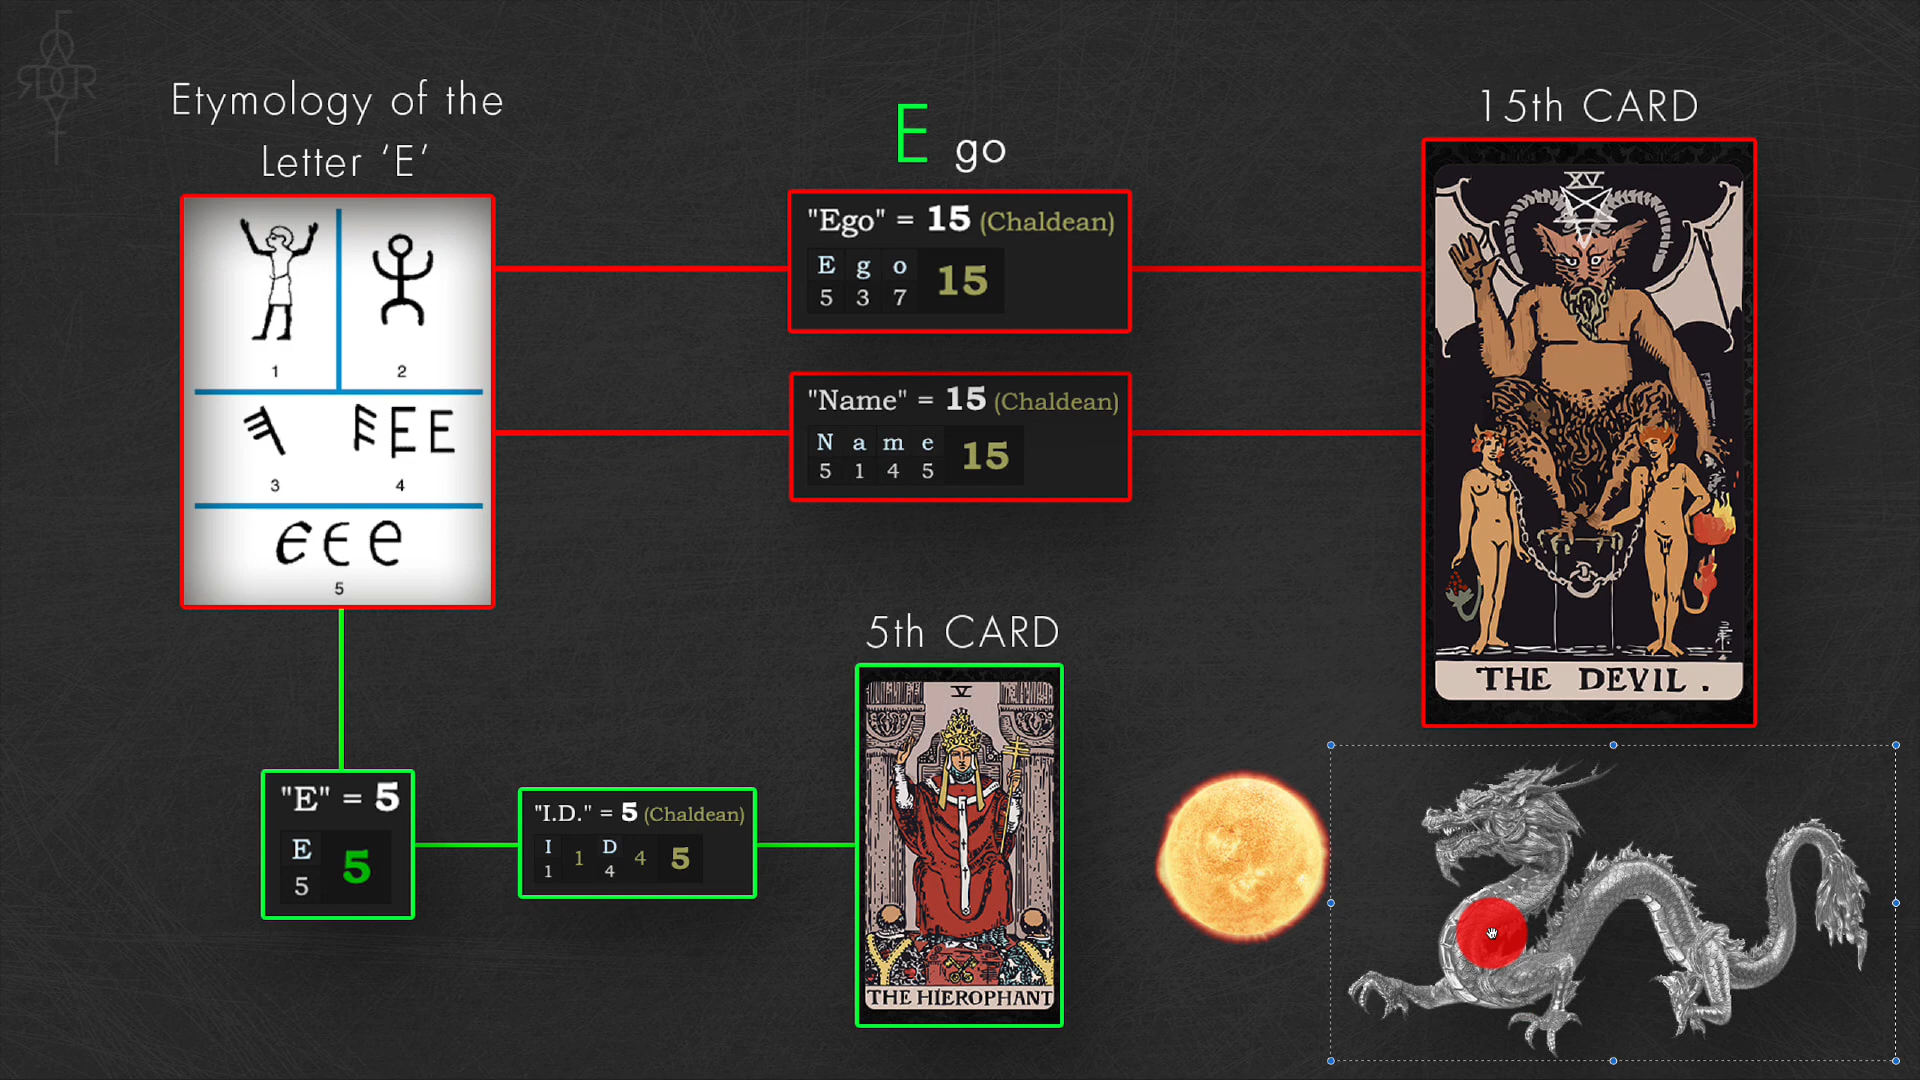 Etymology of the
Letter ‘E’
1
2
3
EE
4
e ϵ e
5
E go
"Ego" = 15 (Chaldean)
E g o 15
5 3 7
"Name" = 15 (Chaldean)
N a m e 15
5 1 4 5
15th CARD
XV
THE DEVIL.
"E" = 5
E 5
5
"I.D." = 5 (Chaldean)
I 1 D 4 5
1 4
5th CARD
V
THE HIEROPHANT